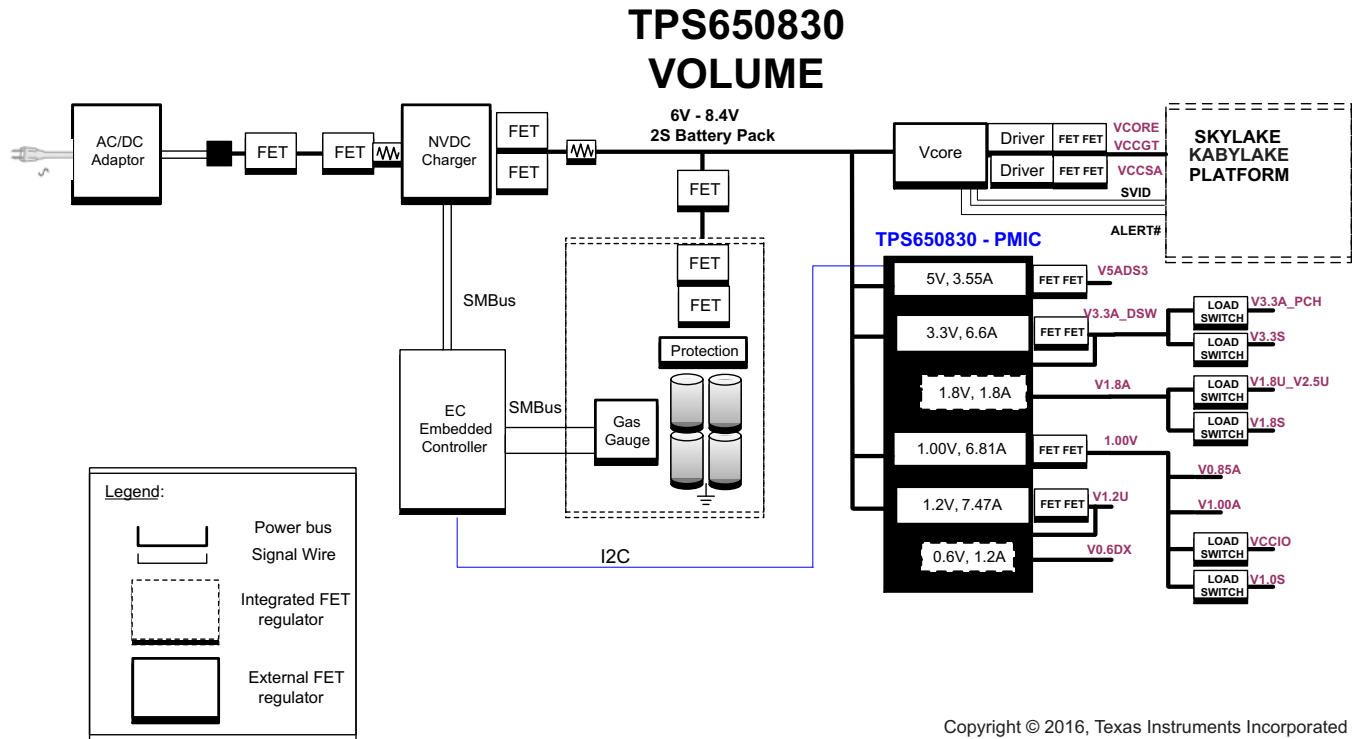 TPS650830
VOLUME
AC/DC
Adaptor
FET
FET
NVDC
Charger
FET
FET
6V - 8.4V
2S Battery Pack
FET
FET
FET
Protection
Gas
Gauge
SMBus
SMBus
EC
Embedded
Controller
I2C
Vcore
Driver
FET FET
Driver
FET FET
VCORE
VCCGT
VCCSA
SVID
ALERT#
SKYLAKE
KABYLAKE
PLATFORM
TPS650830 - PMIC
5V, 3.55A
FET FET
V5ADS3
3.3V, 6.6A
FET FET
V3.3A_DSW
LOAD
SWITCH
V3.3A_PCH
LOAD
SWITCH
V3.3S
1.8V, 1.8A
V1.8A
LOAD
SWITCH
V1.8U_V2.5U
LOAD
SWITCH
V1.8S
1.00V, 6.81A
FET FET
1.00V
V0.85A
V1.00A
LOAD
SWITCH
VCCIO
LOAD
SWITCH
V1.0S
1.2V, 7.47A
FET FET
V1.2U
0.6V, 1.2A
V0.6DX
Legend:
Power bus
Signal Wire
Integrated FET
regulator
External FET
regulator
Copyright © 2016, Texas Instruments Incorporated